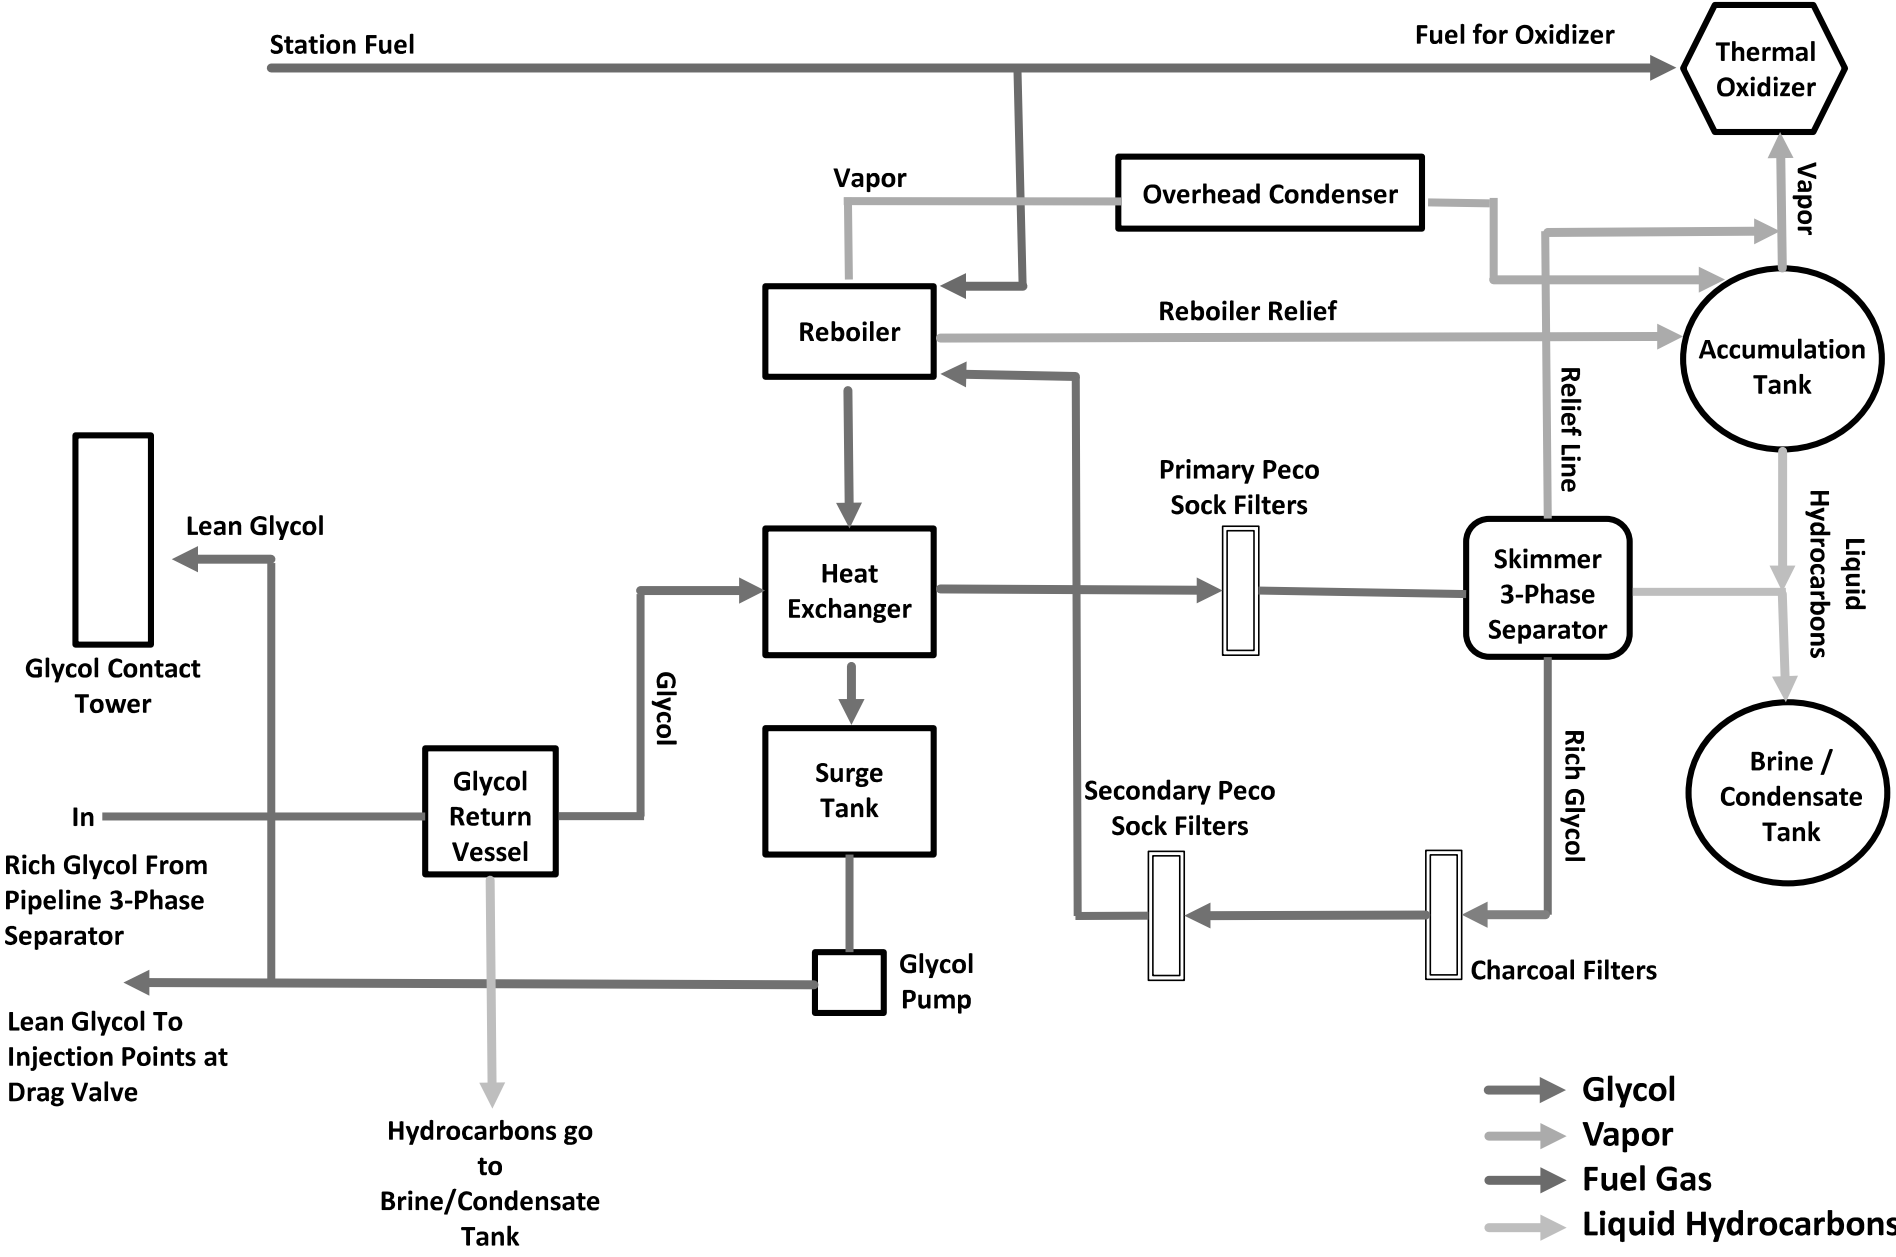 Station Fuel
Fuel for Oxidizer
Thermal
Oxidizer
Vapor
Overhead Condenser
Vapor
Reboiler
Reboiler Relief
Accumulation
Tank
Relief Line
Primary Peco
Sock Filters
Lean Glycol
Heat
Exchanger
Skimmer
3-Phase
Separator
Liquid
Hydrocarbons
Glycol Contact
Tower
Glycol
Surge
Tank
Glycol
Return
Vessel
In
Rich Glycol From
Pipeline 3-Phase
Separator
Secondary Peco
Sock Filters
Rich Glycol
Brine /
Condensate
Tank
Glycol
Pump
Charcoal Filters
Lean Glycol To
Injection Points at
Drag Valve
Hydrocarbons go
to
Brine/Condensate
Tank
Glycol
Vapor
Fuel Gas
Liquid Hydrocarbons